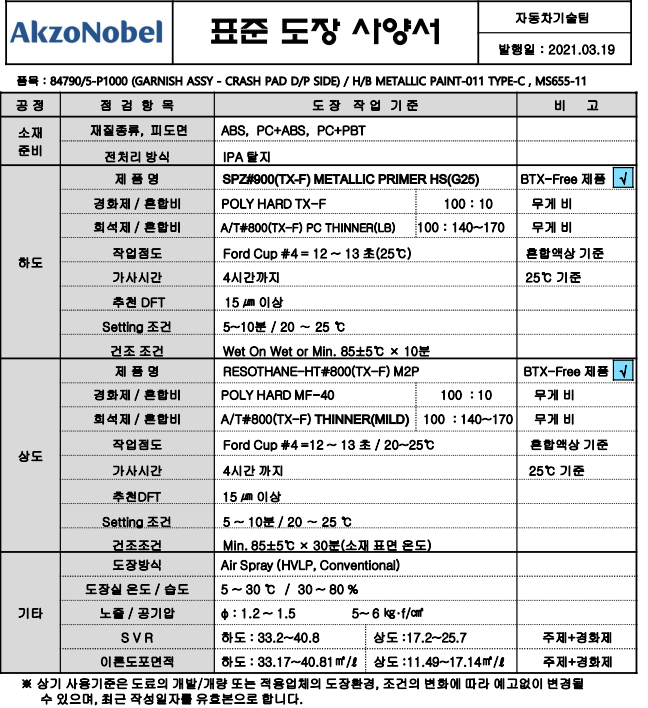 AkzoNobel
표준 도장 사양서
자동차기술팀
발행일 : 2021.03.19
품목 : 84790/5-P1000 (GARNISH ASSY - CRASH PAD D/P SIDE) / H/B METALLIC PAINT-011 TYPE-C , MS655-11
공 정 점 검 항 목 도 장 작 업 기 준 비 고
소재 준비
재질종류, 피도면 ABS, PC+ABS, PC+PBT
전처리 방식 IPA 탈지
하도
제 품 명 SPZ#900(TX-F) METALLIC PRIMER HS(G25) BTX-Free 제품 √
경화제 / 혼합비 POLY HARD TX-F 100 : 10 무게 비
희석제 / 혼합비 A/T#800(TX-F) PC THINNER(LB) 100 : 140~170 무게 비
작업점도 Ford Cup #4 = 12 ~ 13 초(25℃) 혼합액상 기준
가사시간 4시간까지 25℃ 기준
추천 DFT 15 ㎛ 이상
Setting 조건 5~10분 / 20 ~ 25 ℃
건조 조건 Wet On Wet or Min. 85±5℃ × 10분
상도
제 품 명 RESOTHANE-HT#800(TX-F) M2P BTX-Free 제품 √
경화제 / 혼합비 POLY HARD MF-40 100 : 10 무게 비
희석제 / 혼합비 A/T#800(TX-F) THINNER(MILD) 100 : 140~170 무게 비
작업점도 Ford Cup #4 =12 ~ 13 초 / 20~25℃ 혼합액상 기준
가사시간 4시간 까지 25℃ 기준
추천DFT 15 ㎛ 이상
Setting 조건 5 ~ 10분 / 20 ~ 25 ℃
건조조건 Min. 85±5℃ × 30분(소재 표면 온도)
기타
도장방식 Air Spray (HVLP, Conventional)
도장실 온도 / 습도 5 ~ 30 ℃ / 30 ~ 80 %
노즐 / 공기압 φ : 1.2 ~ 1.5 5~ 6 ㎏·f/㎠
S V R 하도 : 33.2~40.8 상도 :17.2~25.7 주제+경화제
이론도포면적 하도 : 33.17~40.81㎡/ℓ 상도 :11.49~17.14㎡/ℓ 주제+경화제
※ 상기 사용기준은 도료의 개발/개량 또는 적용업체의 도장환경, 조건의 변화에 따라 예고없이 변경될
수 있으며, 최근 작성일자를 유효본으로 합니다.